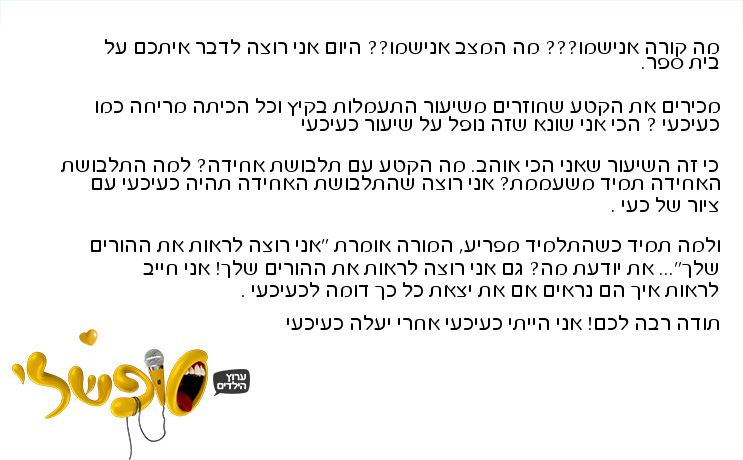 מה קורה אנישמו??? מה המצב אנישמו?? היום אני רוצה לדבר איתכם על
בית ספר.
מכירים את הקטע שחוזרים משיעור התעמלות בקיץ וכל הכיתה מריחה כמו
כעיכעי ? הכי אני שונא שזה נופל על שיעור כעיכעי
כי זה השיעור שאני הכי אוהב. מה הקטע עם תלבושת אחידה? למה התלבושת
האחידה תמיד משעממת? אני רוצה שהתלבושת האחידה תהיה כעיכעי עם
ציור של כעי .
ולמה תמיד כשהתלמיד מפריע, המורה אומרת "אני רוצה לראות את ההורים
שלך"... את יודעת מה? גם אני רוצה לראות את ההורים שלך! אני חייב
לראות איך הם נראים אם את יצאת כל כך דומה לכעיכעי .
תודה רבה לכם! אני הייתי כעיכעי אחרי יעלה כעיכעי
סופשלי
ערוץ
הילדים